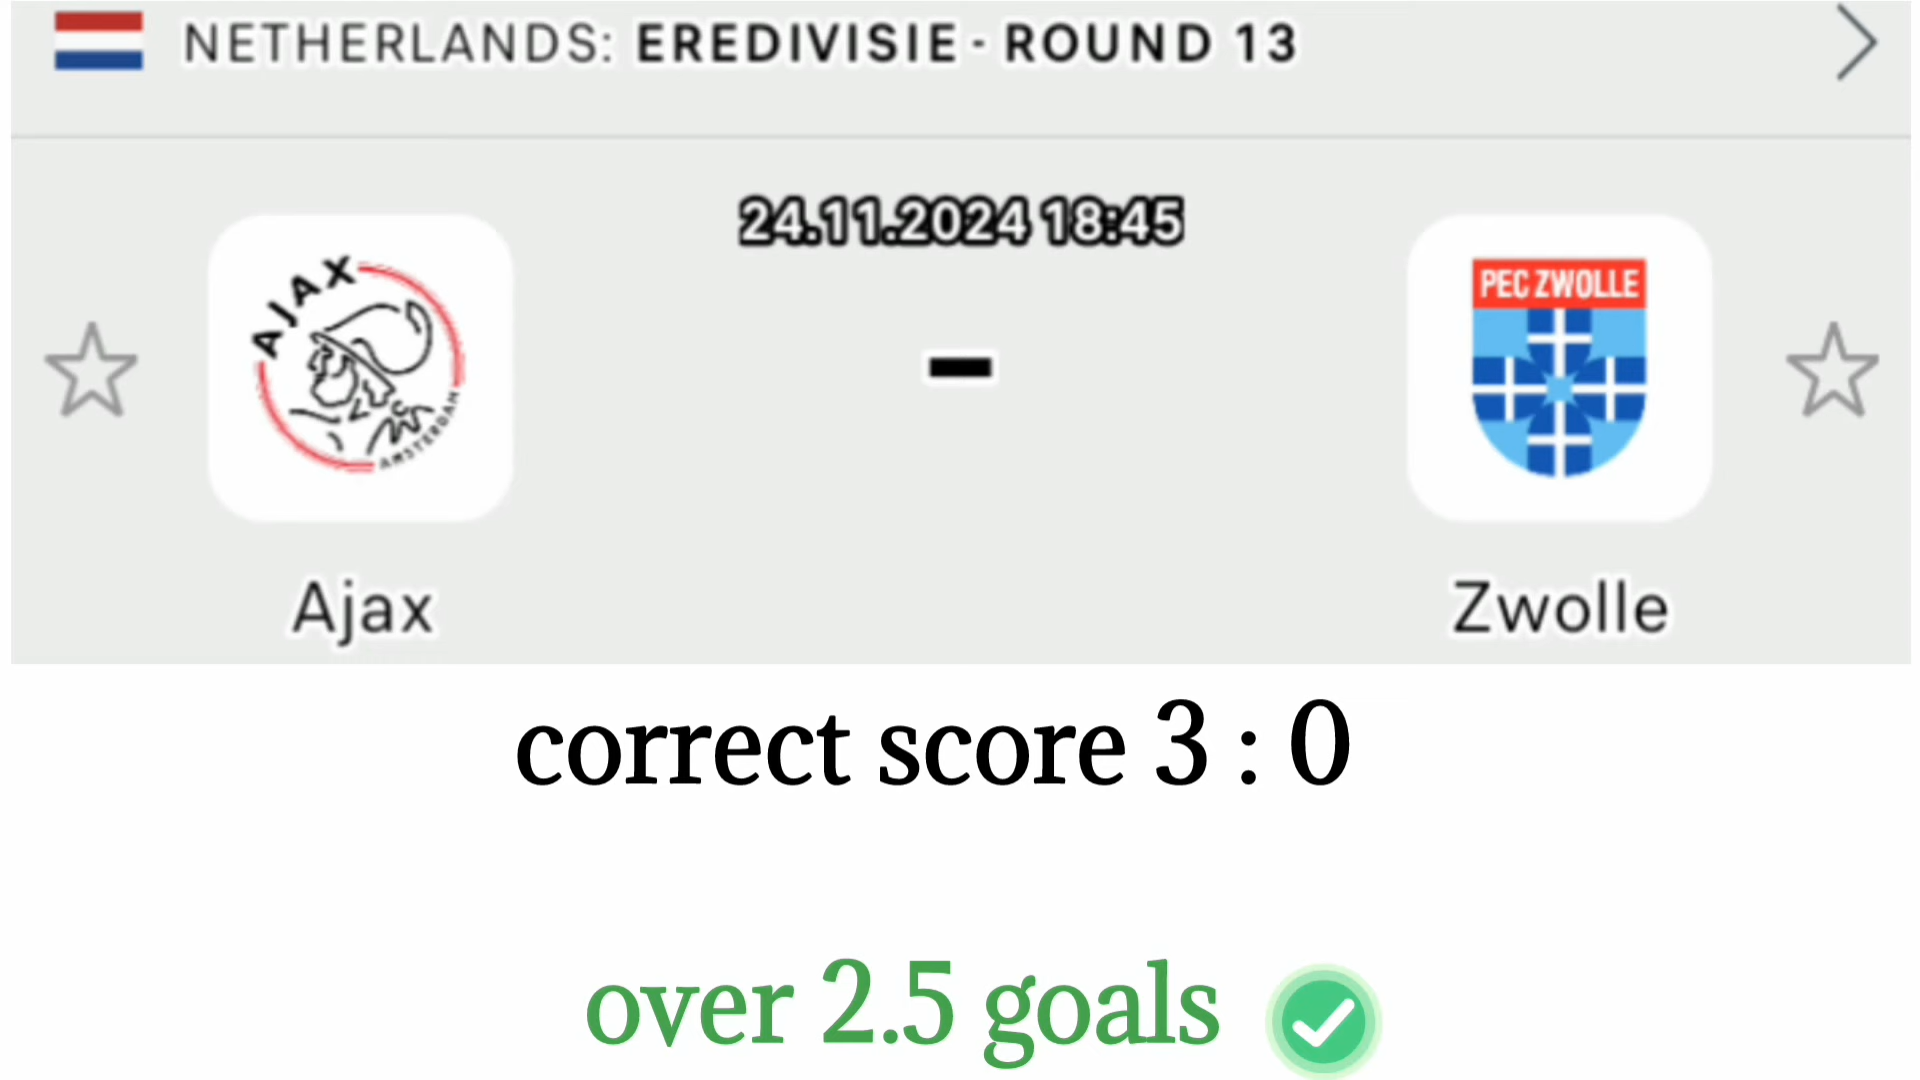 NETHERLANDS: EREDIVISIE - ROUND 13
24.11.2024 18:45
AJAX
AMSTERDAM
PEC ZWOLLE
-
Ajax
Zwolle
correct score 3 : 0
over 2.5 goals